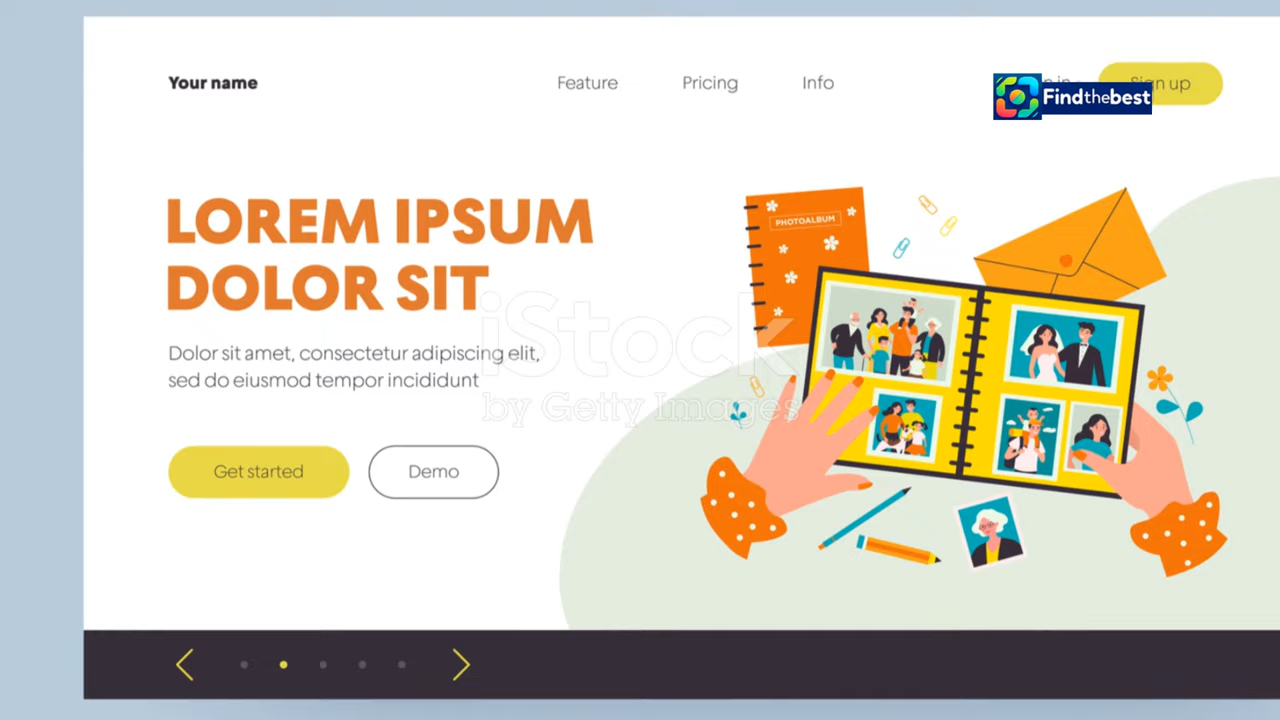 Your name
Feature
Pricing
Info
Sign up
Findthebest
PHOTOALBUM
LOREM IPSUM
DOLOR SIT
iStock
by Getty Images
Dolor sit amet, consectetur adipiscing elit,
sed do eiusmod tempor incididunt
Get started
Demo